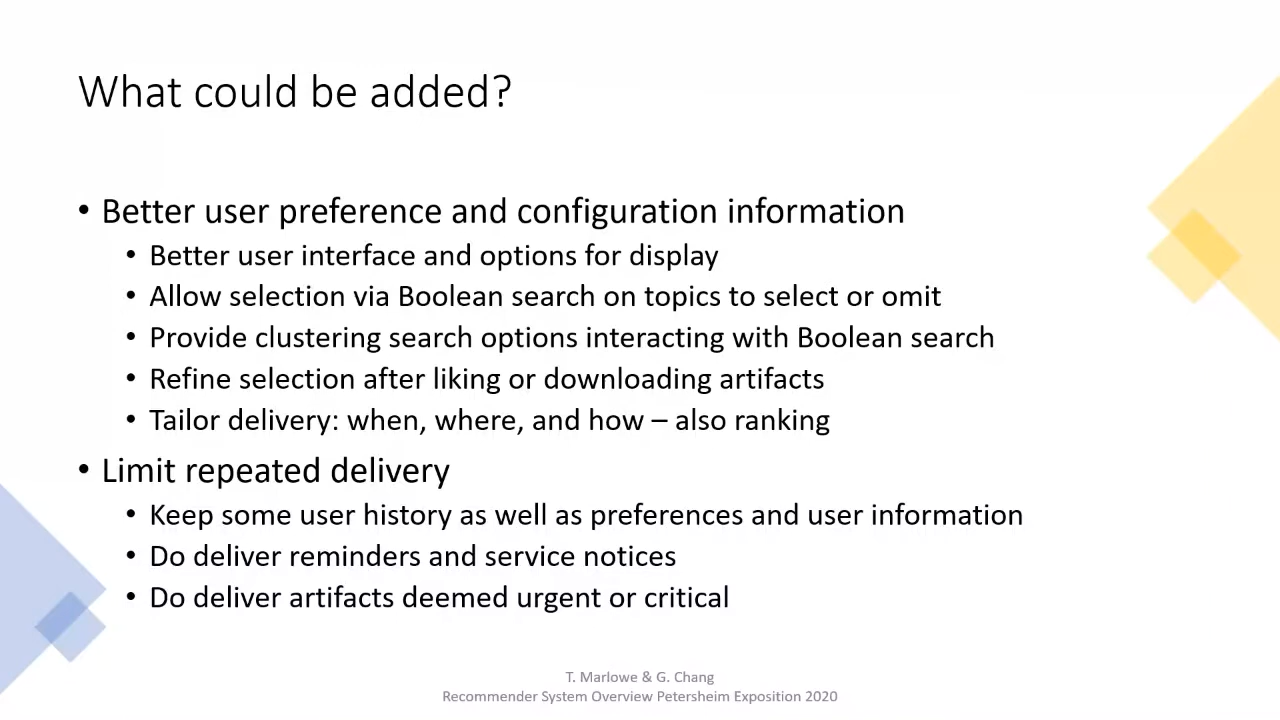 What could be added?
• Better user preference and configuration information
• Better user interface and options for display
• Allow selection via Boolean search on topics to select or omit
• Provide clustering search options interacting with Boolean search
• Refine selection after liking or downloading artifacts
• Tailor delivery: when, where, and how – also ranking
• Limit repeated delivery
• Keep some user history as well as preferences and user information
• Do deliver reminders and service notices
• Do deliver artifacts deemed urgent or critical
T. Marlowe & G. Chang
Recommender System Overview Petersheim Exposition 2020